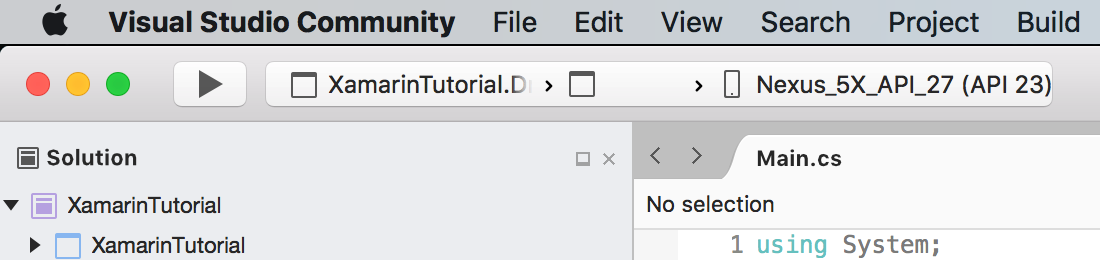 Visual Studio Community File Edit View Search Project Build
XamarinTutorial.D › › Nexus_5X_API_27 (API 23)
Solution
XamarinTutorial
XamarinTutorial
Main.cs
No selection
1 using System;